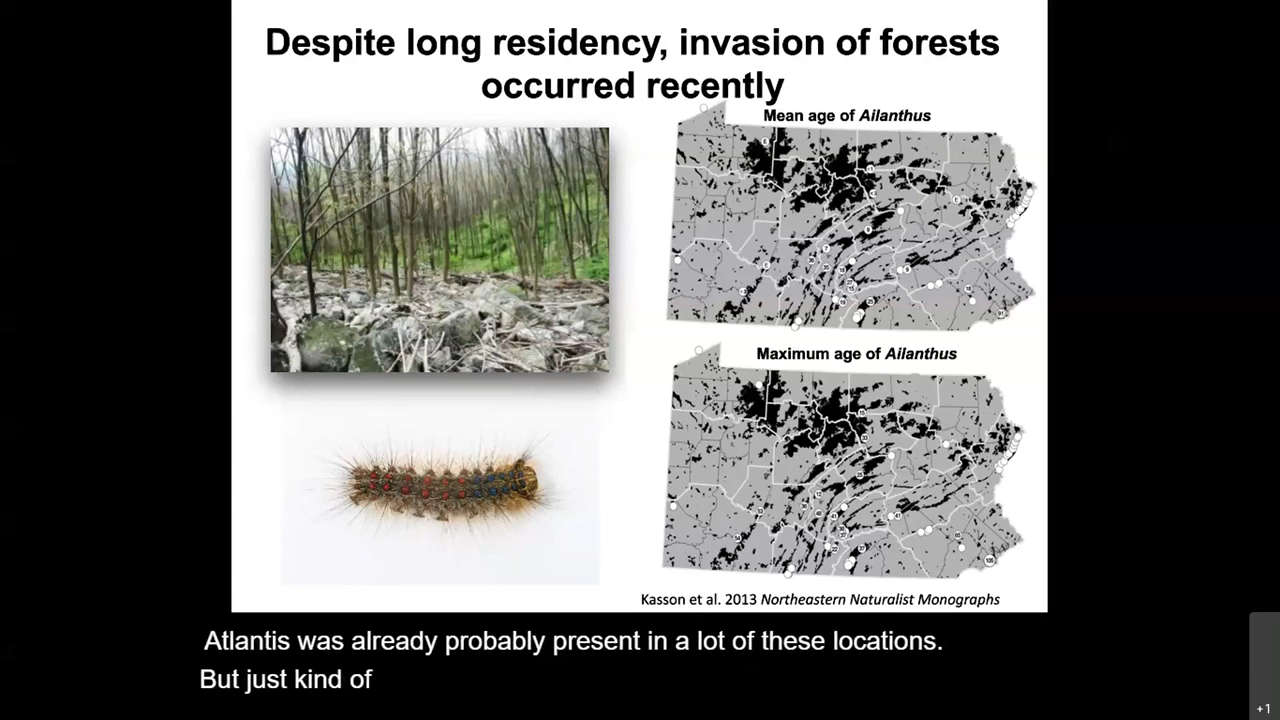 Despite long residency, invasion of forests
occurred recently
Mean age of Ailanthus
Maximum age of Ailanthus
Kasson et al. 2013 Northeastern Naturalist Monographs
Atlantis was already probably present in a lot of these locations.
But just kind of
+1